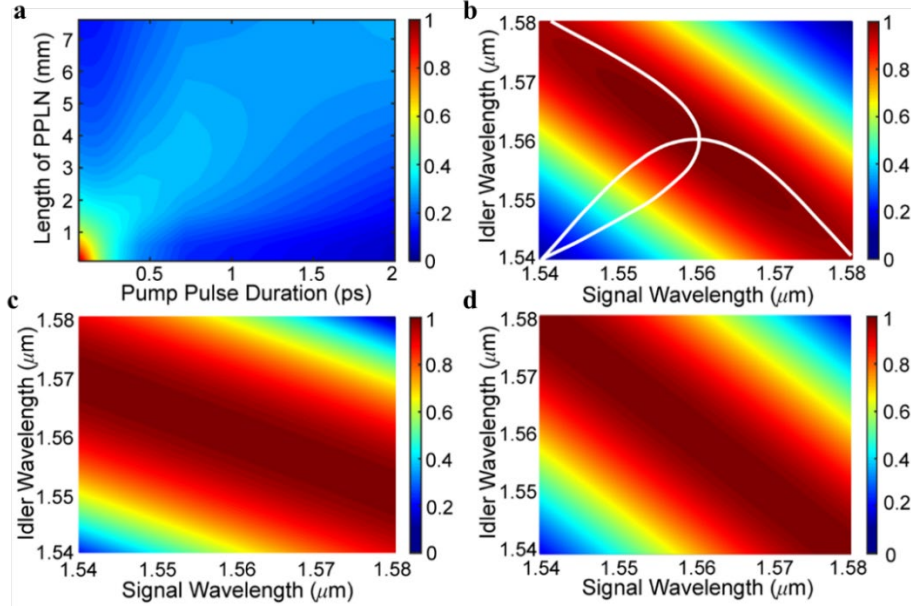 a
7
6
5
4
3
2
1
Length of PPLN (mm)
0.5 1 1.5 2
Pump Pulse Duration (ps)
1
0.8
0.6
0.4
0.2
0
b
1.58
1.57
1.56
1.55
1.54
Idler Wavelength (μm)
1.54 1.55 1.56 1.57 1.58
Signal Wavelength (μm)
1
0.8
0.6
0.4
0.2
0
c
1.58
1.57
1.56
1.55
1.54
Idler Wavelength (μm)
1.54 1.55 1.56 1.57 1.58
Signal Wavelength (μm)
1
0.8
0.6
0.4
0.2
0
d
1.58
1.57
1.56
1.55
1.54
Idler Wavelength (μm)
1.54 1.55 1.56 1.57 1.58
Signal Wavelength (μm)
1
0.8
0.6
0.4
0.2
0